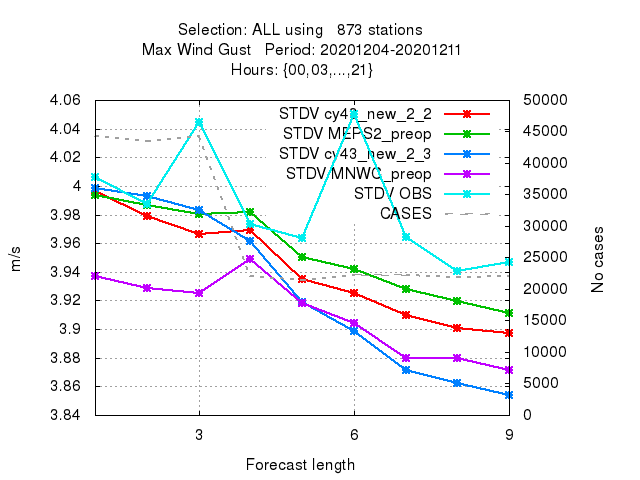 Selection: ALL using 873 stations
Max Wind Gust Period: 20201204-20201211
Hours: {00,03,...,21}
4.06
4.04
4.02
4
3.98
3.96
3.94
3.92
3.9
3.88
3.86
3.84
m/s
STDV cy43_new_2_2
STDV MEPS2_preop
STDV cy43_new_2_3
STDV MNWC_preop
STDV OBS
CASES
50000
45000
40000
35000
30000
25000
20000
15000
10000
5000
0
No cases
3
6
9
Forecast length